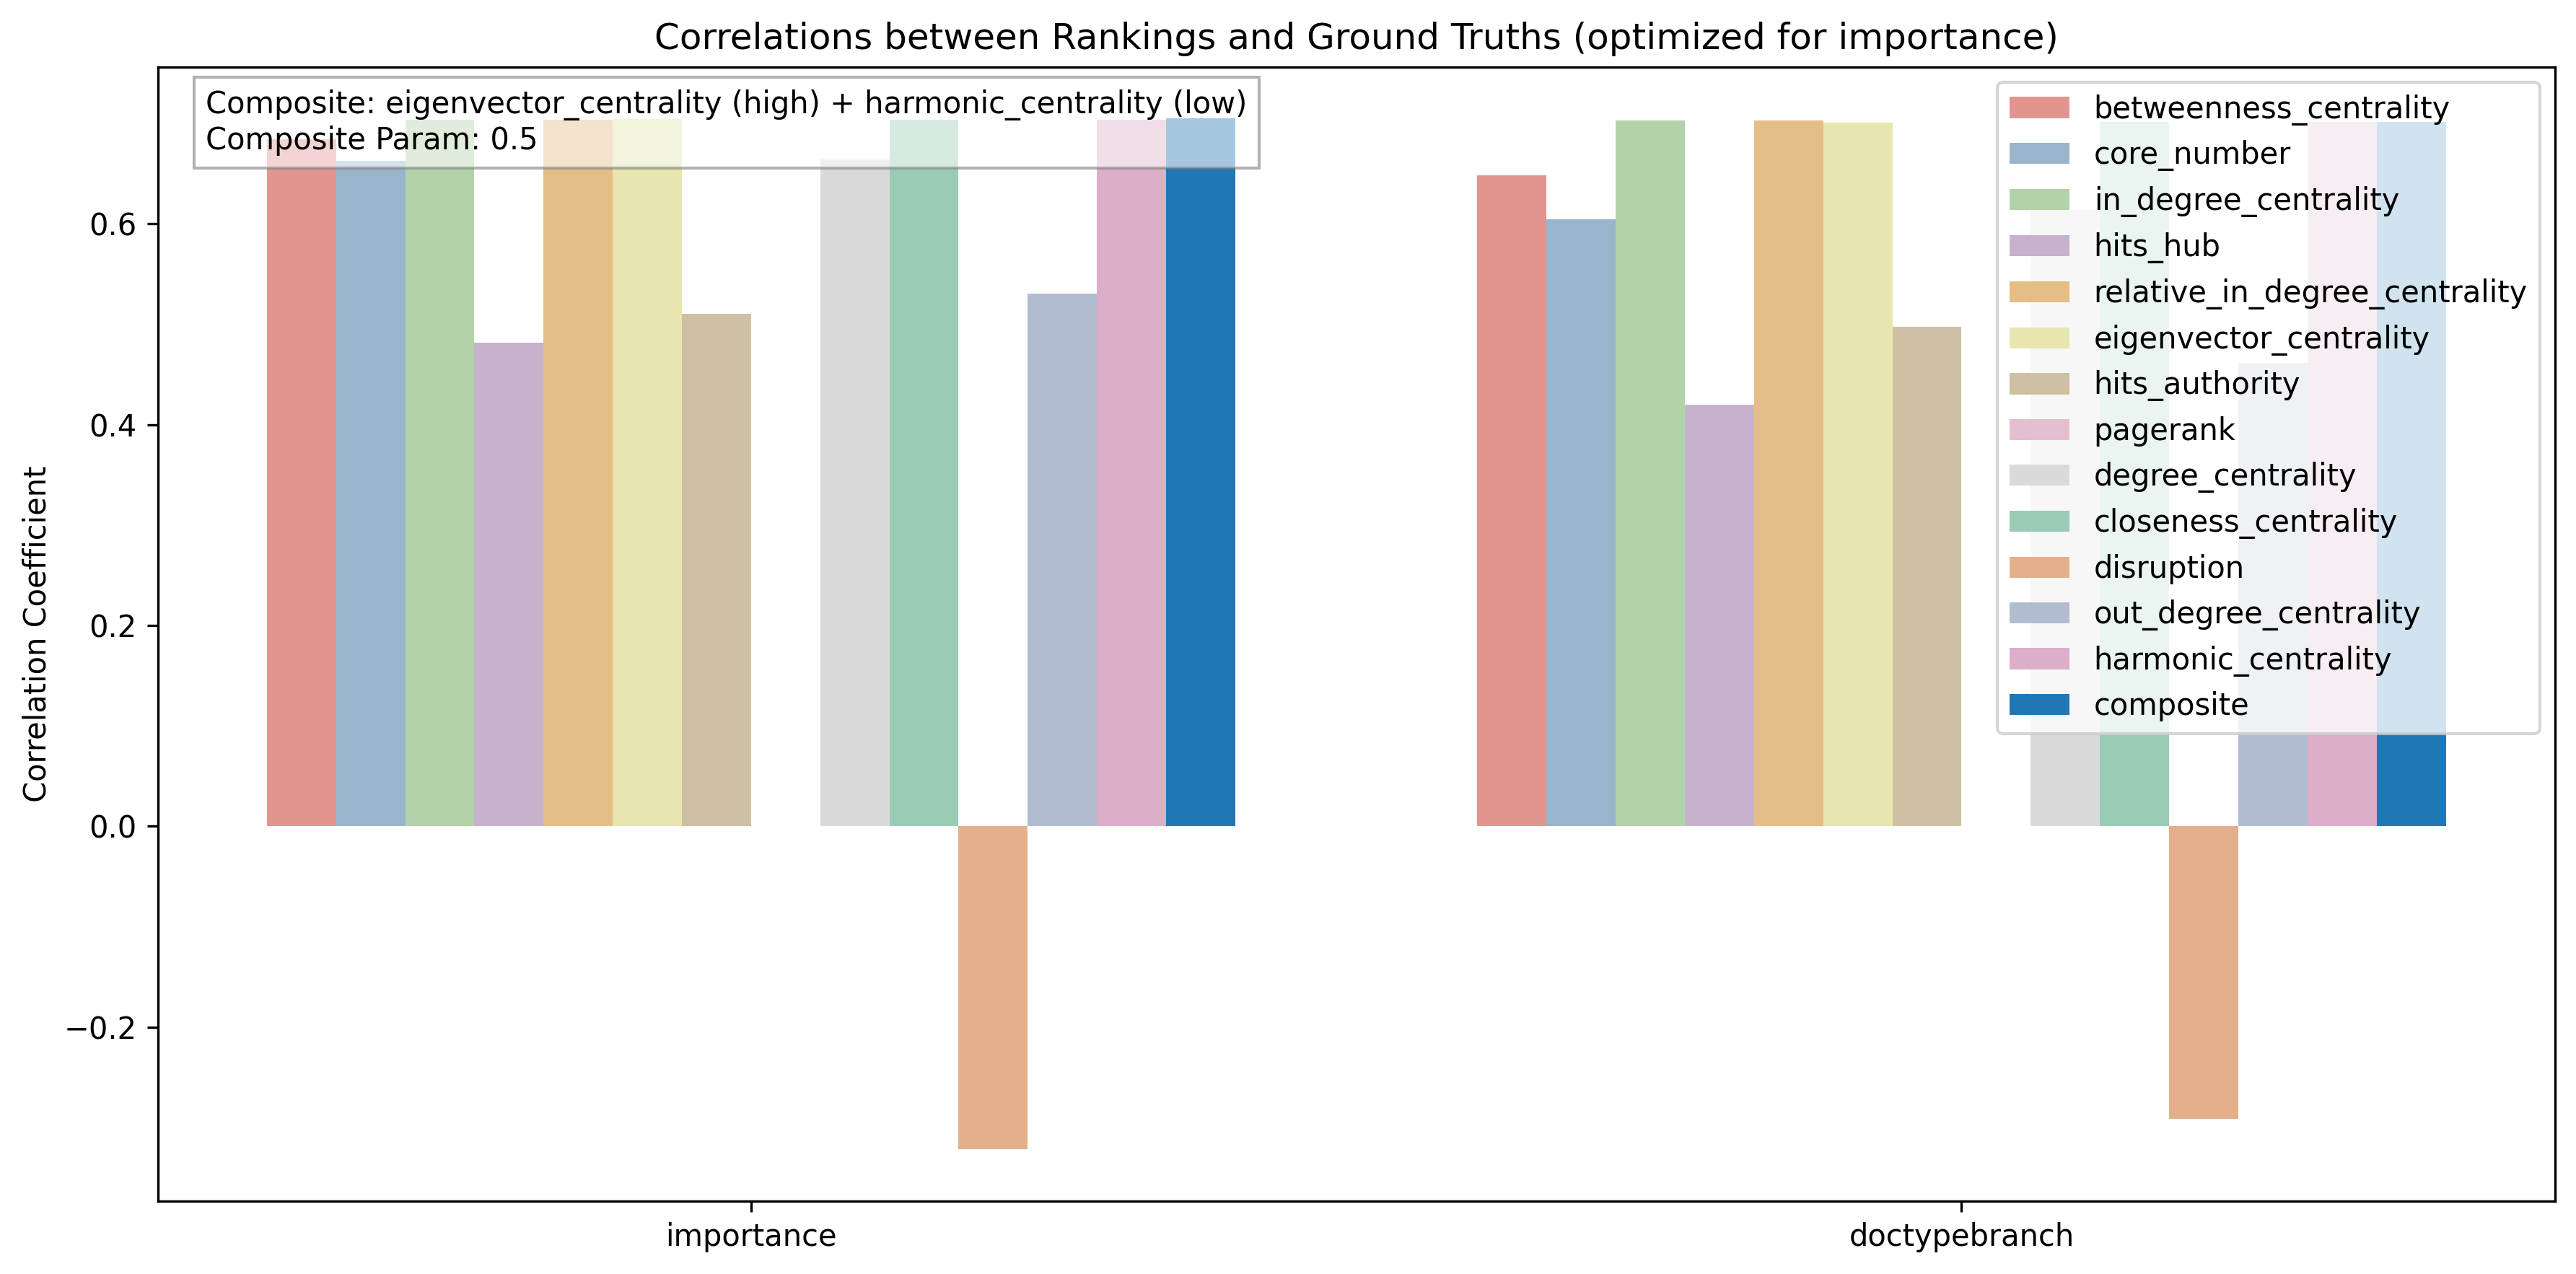 Correlations between Rankings and Ground Truths (optimized for importance)
Composite: eigenvector_centrality (high) + harmonic_centrality (low)
Composite Param: 0.5
betweenness_centrality
core_number
in_degree_centrality
hits_hub
relative_in_degree_centrality
eigenvector_centrality
hits_authority
pagerank
degree_centrality
closeness_centrality
disruption
out_degree_centrality
harmonic_centrality
composite
Correlation Coefficient
0.6
0.4
0.2
0.0
−0.2
importance
doctypebranch